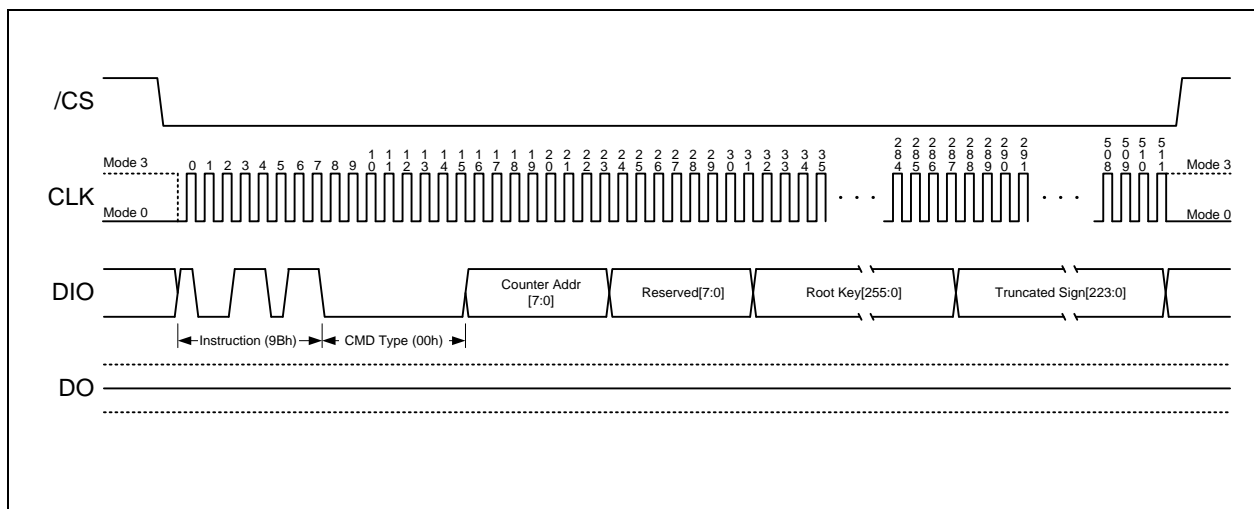 /CS
Mode 3
0 1 2 3 4 5 6 7 8 9 10 11 12 13 14 15 16 17 18 19 20 21 22 23 24 25 26 27 28 29 30 31 32 33 34 35 284 285 286 287 288 289 290 291 508 509 510 511
Mode 3
CLK
. . .
. . .
Mode 0
Mode 0
DIO
Counter Addr
[7:0]
Reserved[7:0]
Root Key[255:0]
Truncated Sign[223:0]
Instruction (9Bh)
CMD Type (00h)
DO